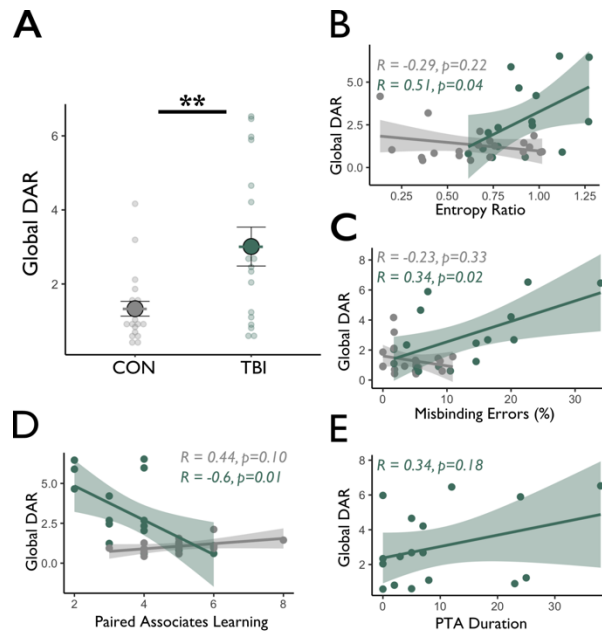 A
**
Global DAR
6
4
2
CON
TBI
B
R = -0.29, p=0.22
R = 0.51, p=0.04
Global DAR
5.0
2.5
0.0
0.25 0.50 0.75 1.00 1.25
Entropy Ratio
C
R = -0.23, p=0.33
R = 0.34, p=0.02
Global DAR
8
6
4
2
0
0 10 20 30
Misbinding Errors (%)
D
R = 0.44, p=0.10
R = -0.6, p=0.01
Global DAR
5.0
2.5
0.0
2 4 6 8
Paired Associates Learning
E
R = 0.34, p=0.18
Global DAR
8
6
4
2
0 10 20 30
PTA Duration